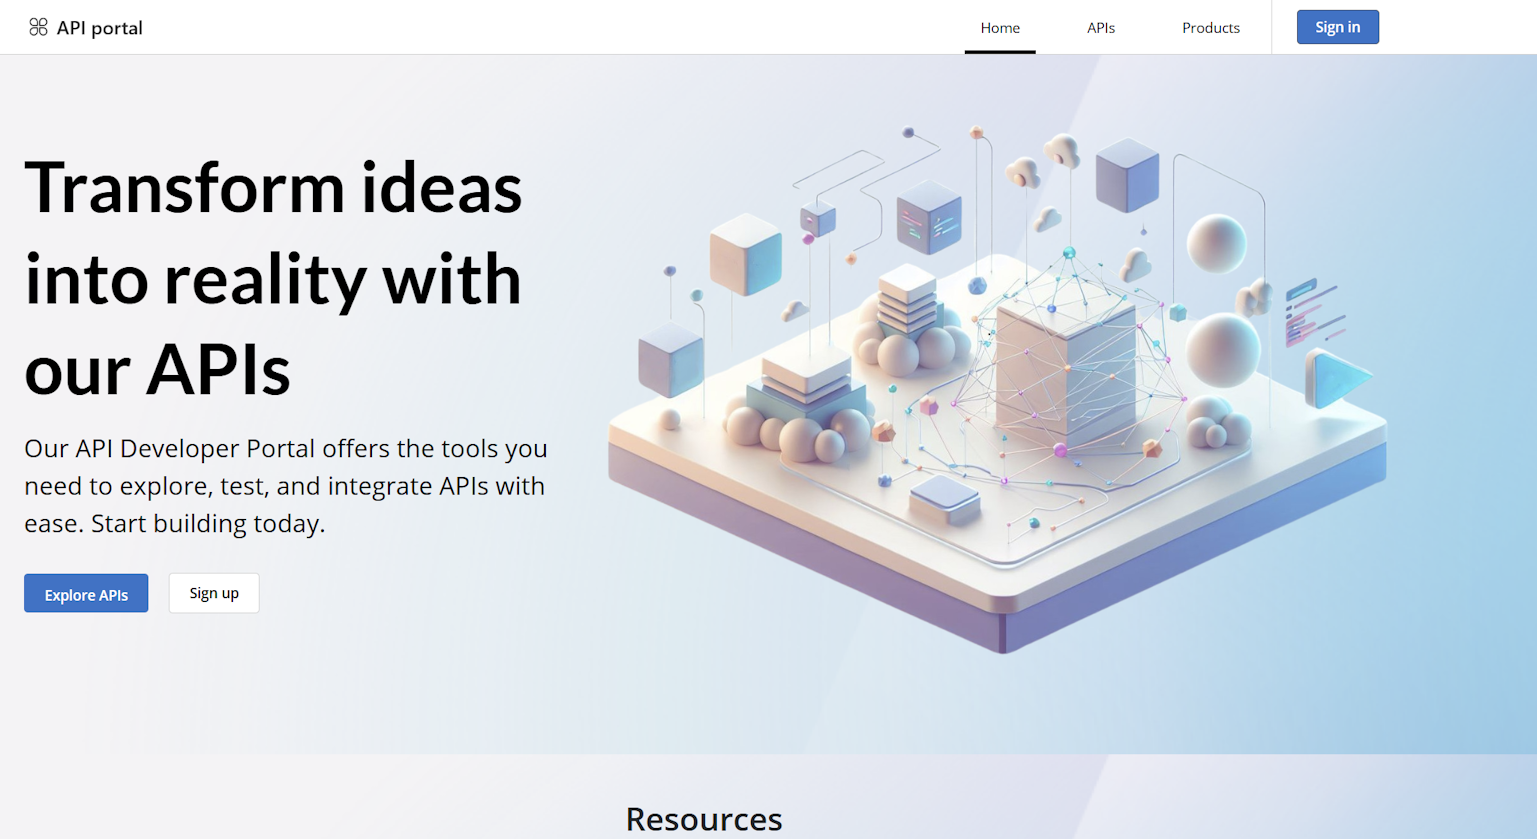 API portal
Home
APIs
Products
Sign in
Transform ideas
into reality with
our APIs
Our API Developer Portal offers the tools you
need to explore, test, and integrate APIs with
ease. Start building today.
Explore APIs
Sign up
Resources